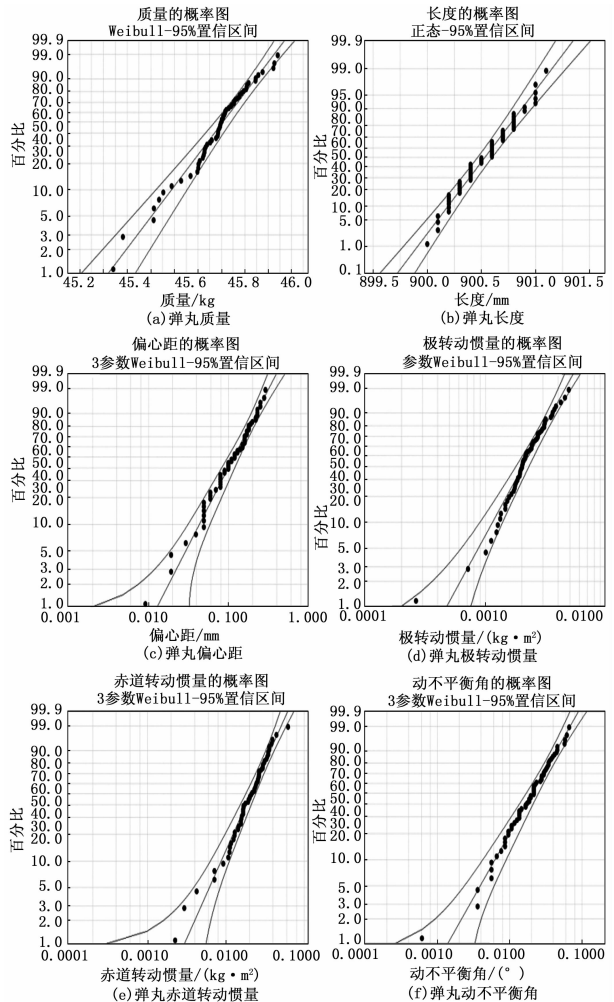 质量的概率图
Weibull-95%置信区间
99.9
90.0
80.0
70.0
60.0
50.0
40.0
30.0
20.0
10.0
5.0
3.0
2.0
1.0
百分比
45.2 45.4 45.6 45.8 46.0
质量/kg
(a)弹丸质量
长度的概率图
正态-95%置信区间
99.9
99.0
95.0
90.0
80.0
70.0
60.0
50.0
40.0
30.0
20.0
10.0
5.0
1.0
0.1
百分比
899.5 900.0 900.5 901.0 901.5
长度/mm
(b)弹丸长度
偏心距的概率图
3参数Weibull-95%置信区间
99.9
99.0
90.0
80.0
70.0
60.0
50.0
40.0
30.0
20.0
10.0
5.0
3.0
2.0
1.0
百分比
0.001 0.010 0.100 1.000
偏心距/mm
(c)弹丸偏心距
极转动惯量的概率图
参数Weibull-95%置信区间
99.9
99.0
90.0
80.0
70.0
60.0
50.0
40.0
30.0
20.0
10.0
5.0
3.0
2.0
1.0
百分比
0.0001 0.0010 0.0100
极转动惯量/(kg·m²)
(d)弹丸极转动惯量
赤道转动惯量的概率图
3参数Weibull-95%置信区间
99.9
99.0
90.0
80.0
70.0
60.0
50.0
40.0
30.0
20.0
10.0
5.0
3.0
2.0
1.0
百分比
0.0001 0.0010 0.0100 0.1000
赤道转动惯量/(kg·m²)
(e)弹丸赤道转动惯量
动不平衡角的概率图
3参数Weibull-95%置信区间
99.9
99.0
90.0
80.0
70.0
60.0
50.0
40.0
30.0
20.0
10.0
5.0
3.0
2.0
1.0
百分比
0.0001 0.0010 0.0100 0.1000
动不平衡角/(°)
(f)弹丸动不平衡角